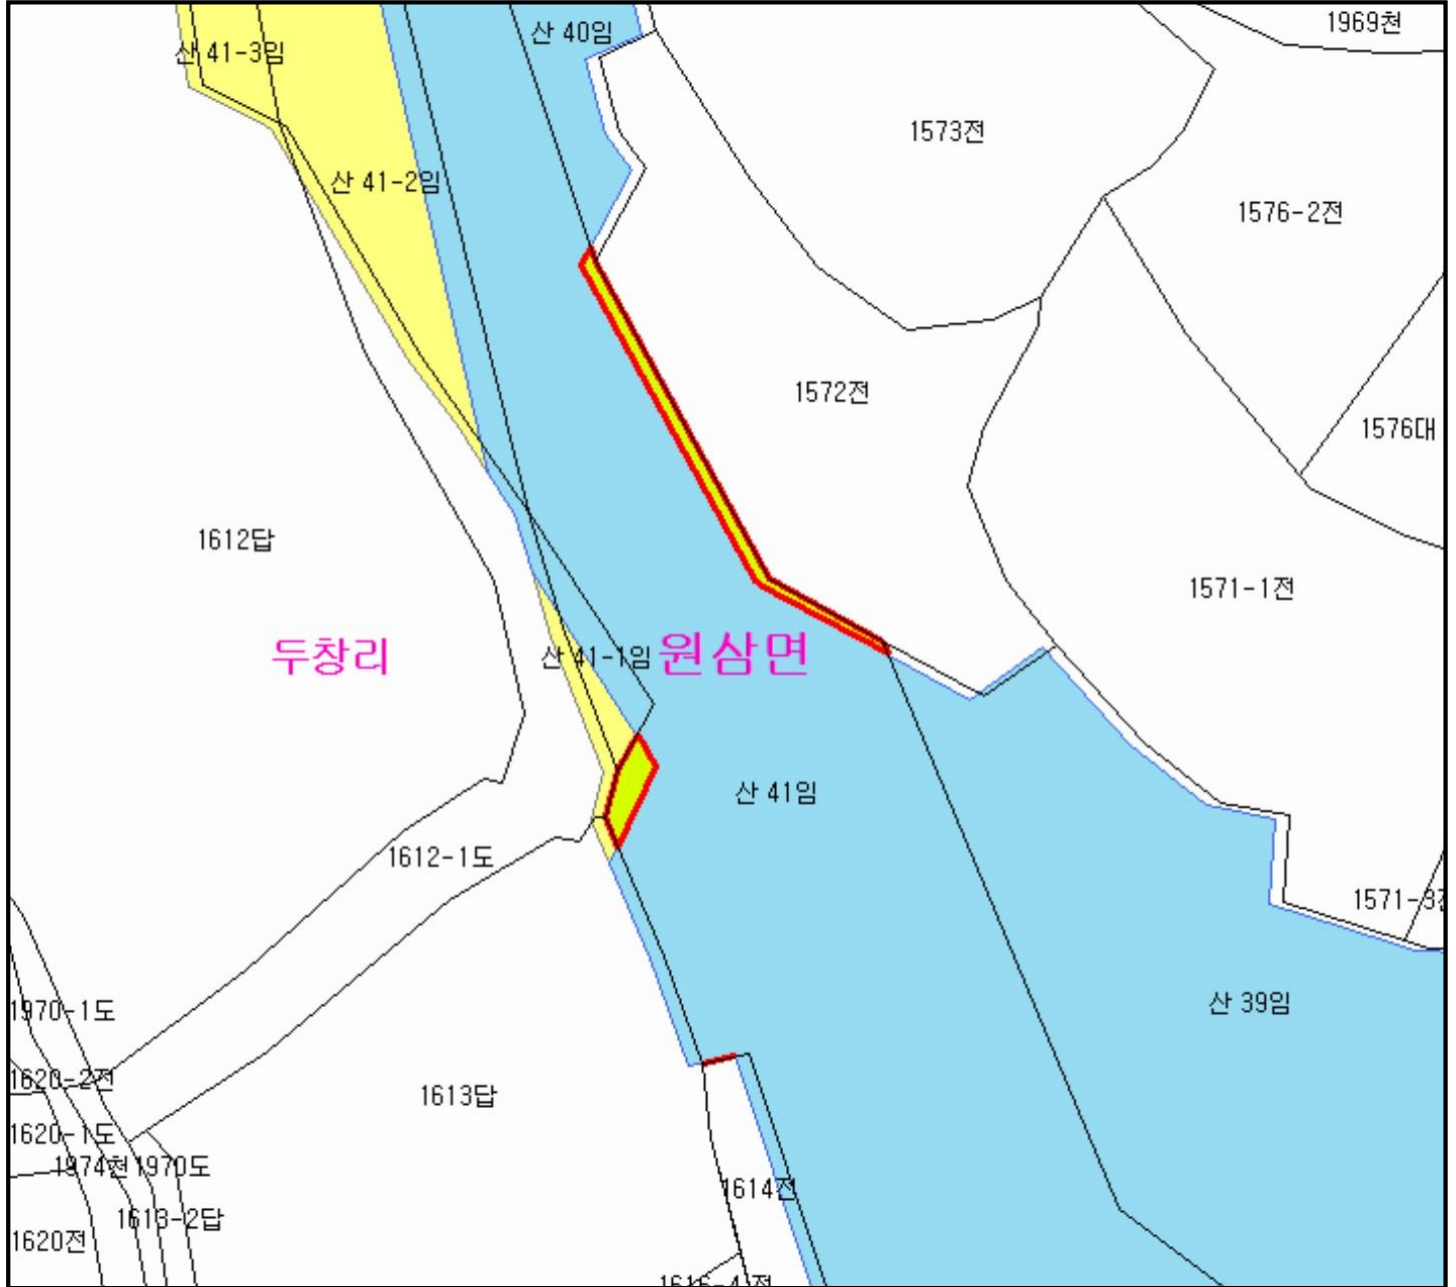 1969천
산 40임
산 41-3임
1573전
산 41-2임
1576-2전
1572전
1576대
1612답
1571-1전
두창리
산 41-1임
원삼면
산 41임
1612-1도
산 39임
1970-1도
1620-2전
1613답
1620-1도
1974천
1970도
1614전
1613-2답
1620전